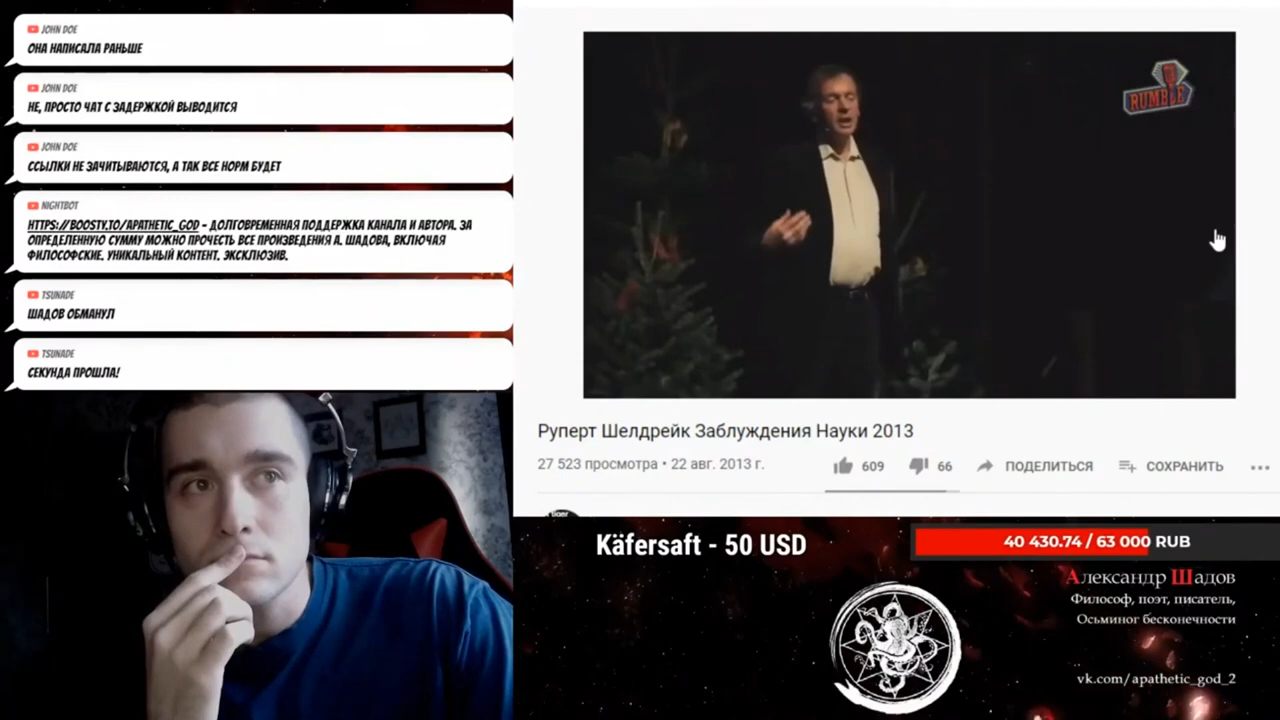 JOHN DOE
ОНА НАПИСАЛА РАНЬШЕ
JOHN DOE
НЕ, ПРОСТО ЧАТ С ЗАДЕРЖКОЙ ВЫВОДИТСЯ
JOHN DOE
ССЫЛКИ НЕ ЗАЧИТЫВАЮТСЯ, А ТАК ВСЕ НОРМ БУДЕТ
NIGHTBOT
HTTPS://BOOSTY.TO/APATHETIC_GOD - ДОЛГОВРЕМЕННАЯ ПОДДЕРЖКА КАНАЛА И АВТОРА. ЗА
ОПРЕДЕЛЕННУЮ СУММУ МОЖНО ПРОЧЕСТЬ ВСЕ ПРОИЗВЕДЕНИЯ А. ШАДОВА, ВКЛЮЧАЯ
ФИЛОСОФСКИЕ. УНИКАЛЬНЫЙ КОНТЕНТ. ЭКСКЛЮЗИВ.
TSUNADE
ШАДОВ ОБМАНУЛ
TSUNADE
СЕКУНДА ПРОШЛА!
RUMBLE
Руперт Шелдрейк Заблуждения Науки 2013
27 523 просмотра • 22 авг. 2013 г.
609
66
ПОДЕЛИТЬСЯ
СОХРАНИТЬ
Käfersaft - 50 USD
40 430.74 / 63 000 RUB
Александр Шадов
Философ, поэт, писатель,
Осьминог бесконечности
vk.com/apathetic_god_2